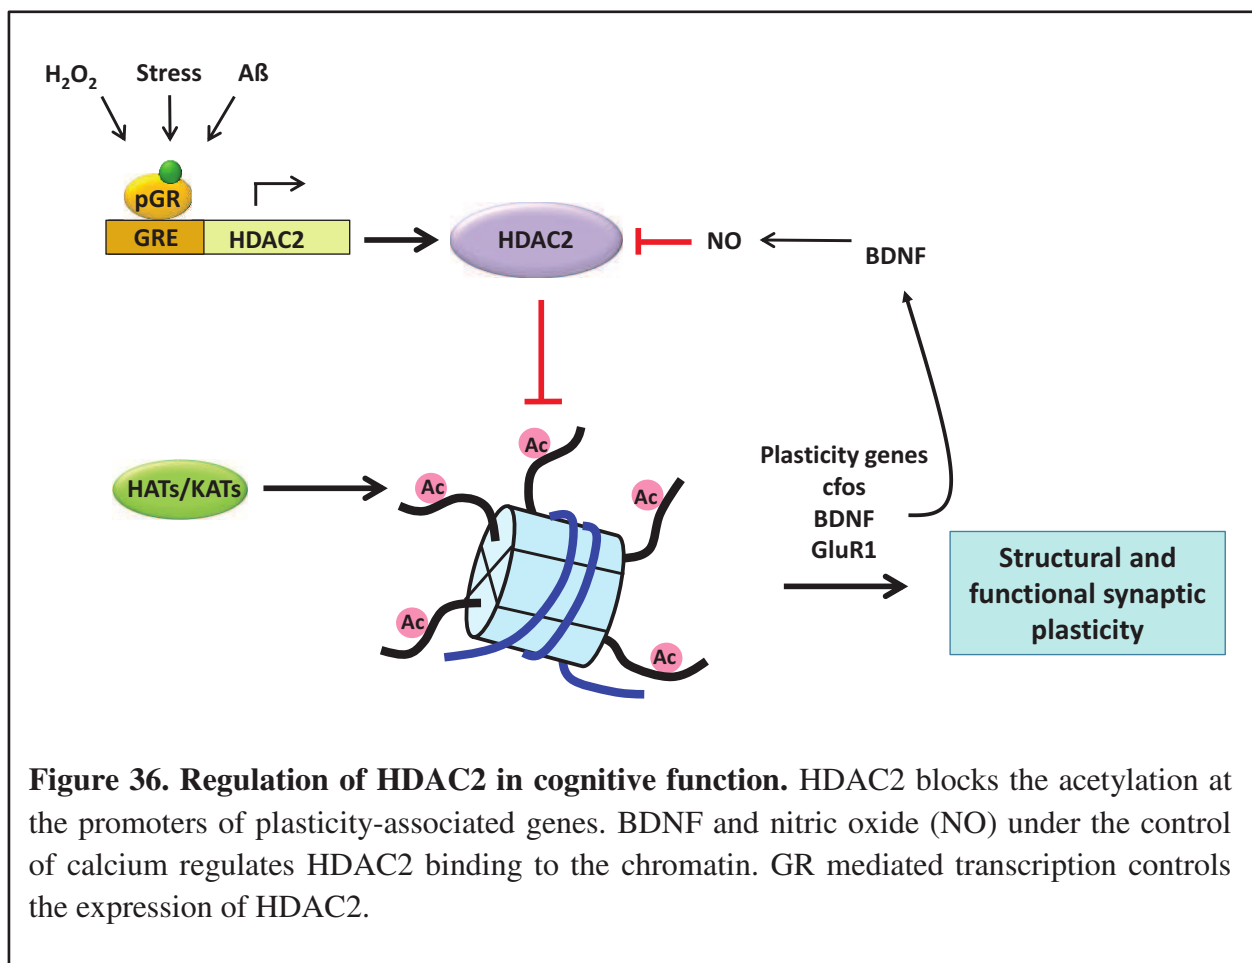 H₂O₂ Stress Aß
pGR
GRE HDAC2
HDAC2
NO
BDNF
Ac
Ac
Ac
HATs/KATs
Plasticity genes
cfos
BDNF
GluR1
Structural and
functional synaptic
plasticity
Ac
Ac
Figure 36. Regulation of HDAC2 in cognitive function. HDAC2 blocks the acetylation at
the promoters of plasticity-associated genes. BDNF and nitric oxide (NO) under the control
of calcium regulates HDAC2 binding to the chromatin. GR mediated transcription controls
the expression of HDAC2.